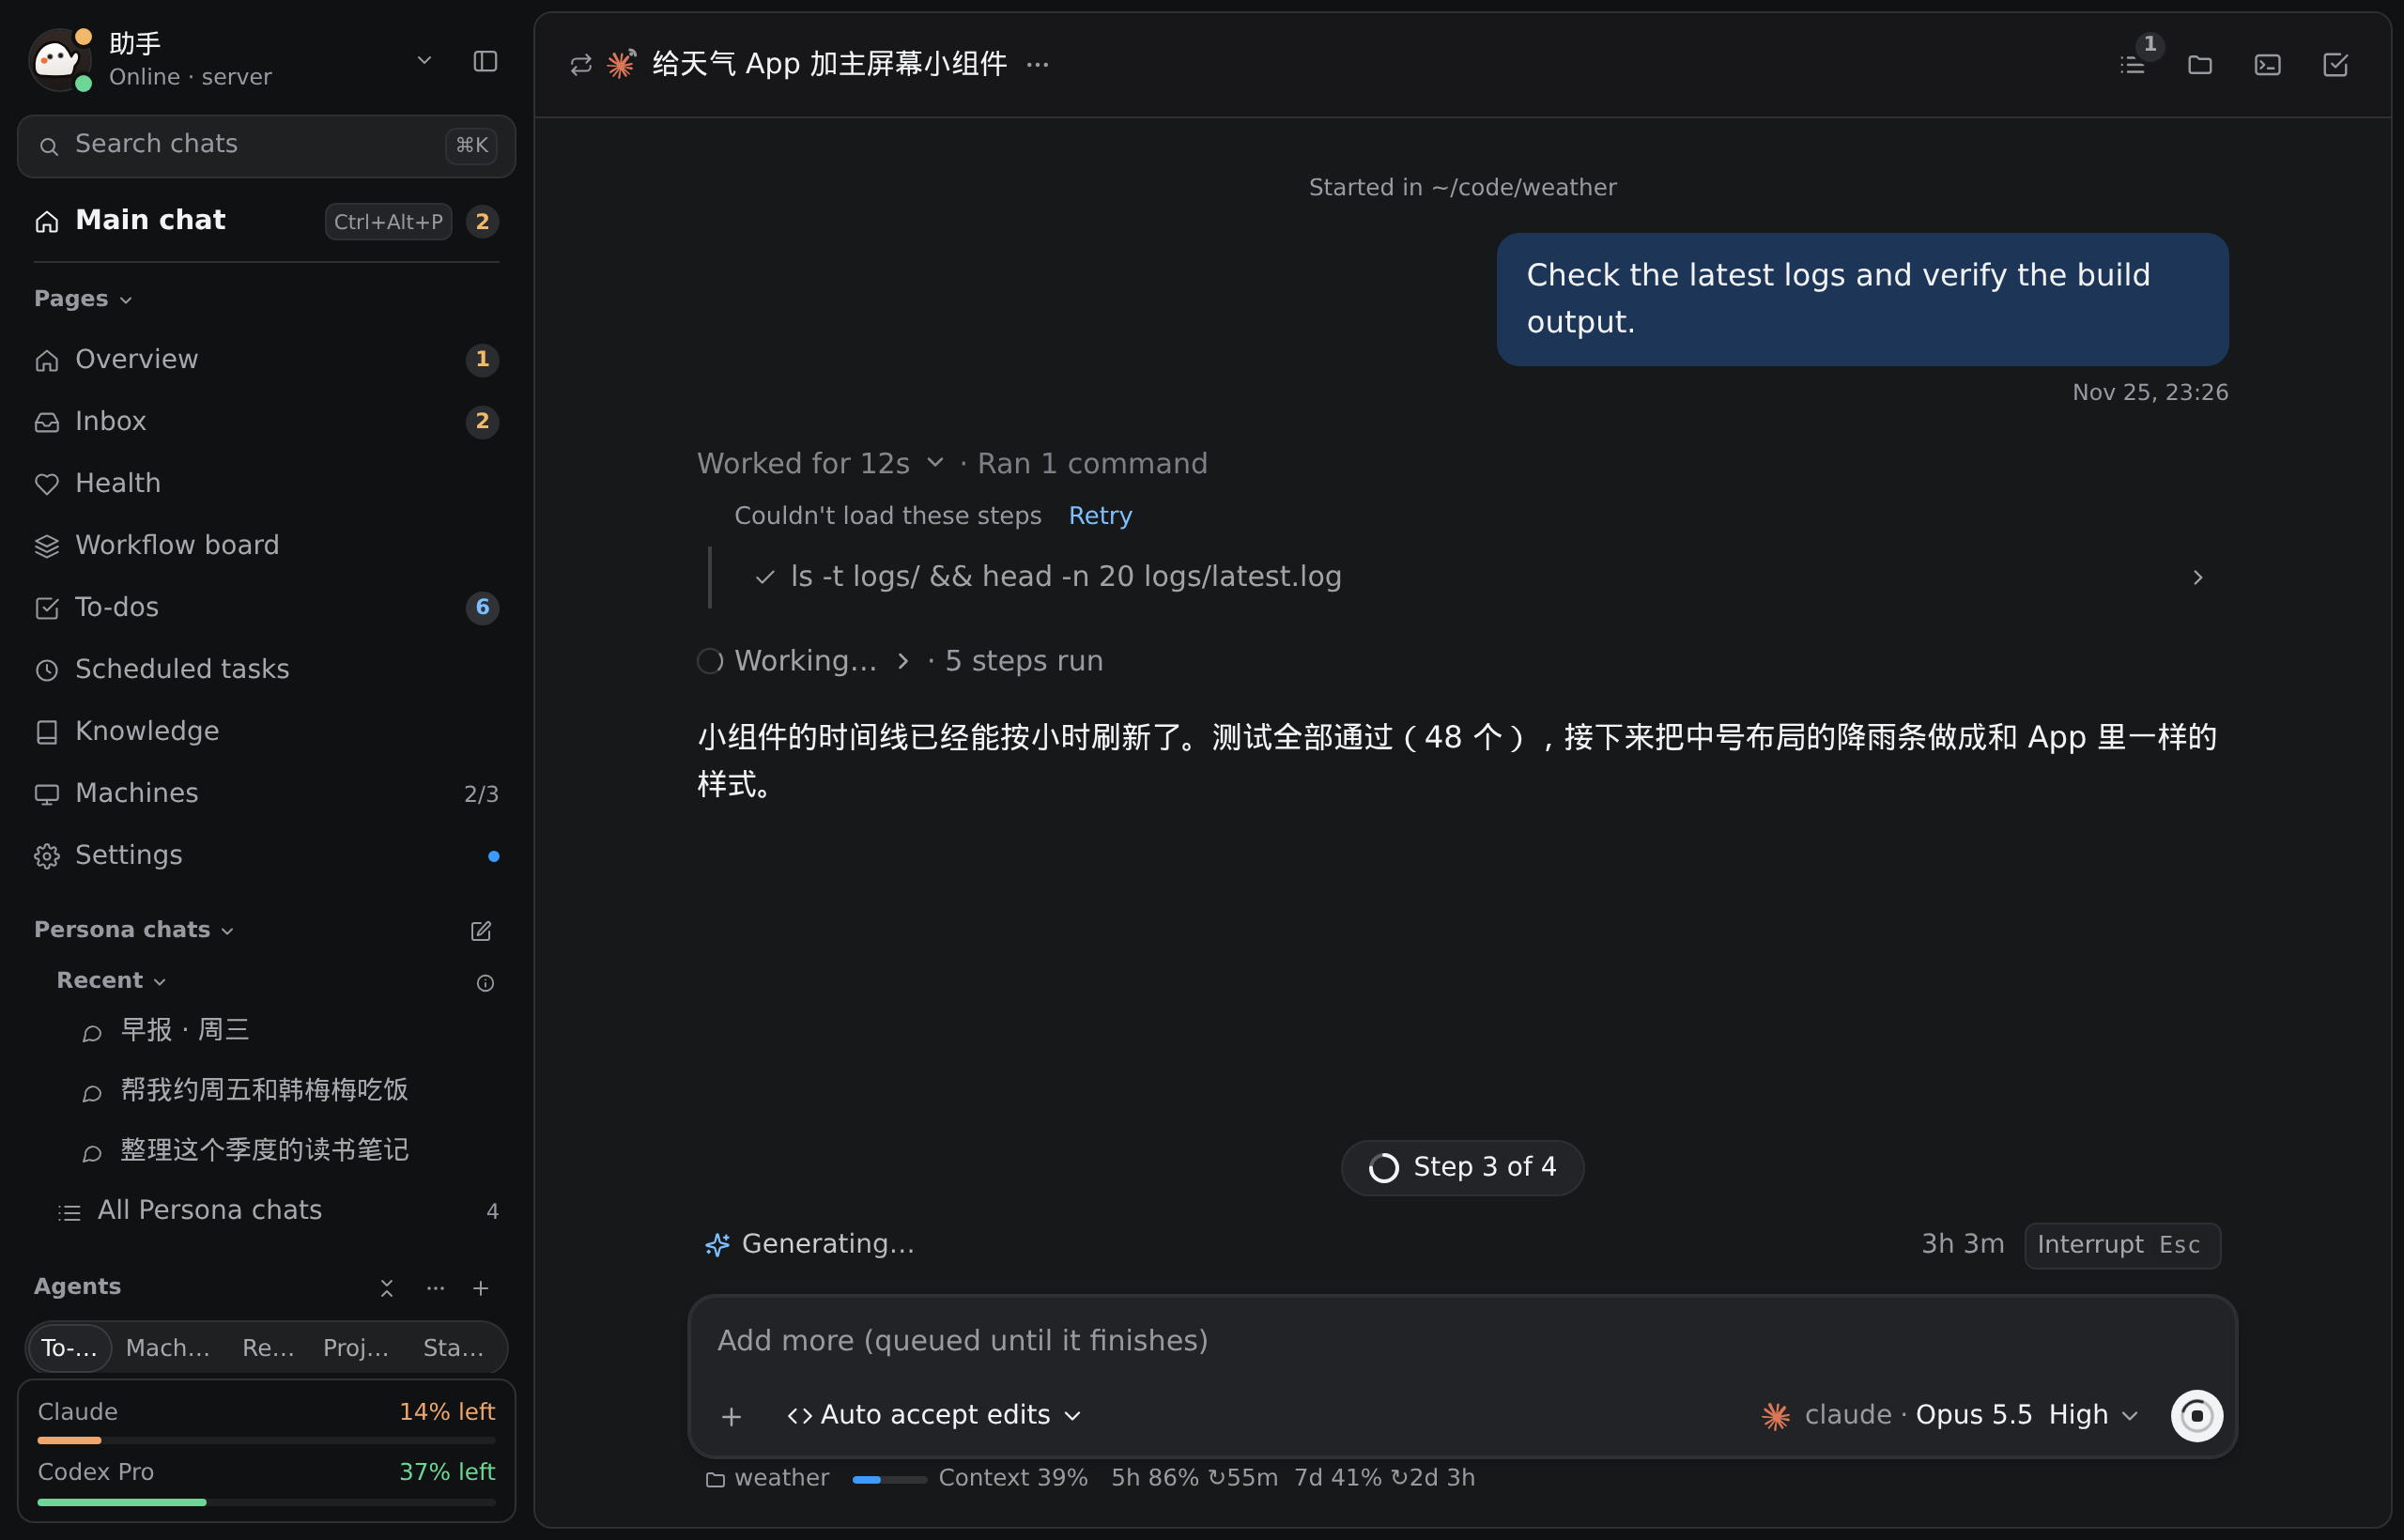 助手
Online · server
Search chats ⌘K
Main chat Ctrl+Alt+P 2
Pages
Overview 1
Inbox 2
Health
Workflow board
To-dos 6
Scheduled tasks
Knowledge
Machines 2/3
Settings
Persona chats
Recent
早报 · 周三
帮我约周五和韩梅梅吃饭
整理这个季度的读书笔记
All Persona chats 4
Agents
To-… Mach… Re… Proj… Sta…
Claude 14% left
Codex Pro 37% left
给天气 App 加主屏幕小组件 ···
1
Started in ~/code/weather
Check the latest logs and verify the build
output.
Nov 25, 23:26
Worked for 12s · Ran 1 command
Couldn't load these steps Retry
ls -t logs/ && head -n 20 logs/latest.log
Working… · 5 steps run
小组件的时间线已经能按小时刷新了。测试全部通过（48 个），接下来把中号布局的降雨条做成和 App 里一样的
样式。
Step 3 of 4
Generating… 3h 3m Interrupt Esc
Add more (queued until it finishes)
Auto accept edits claude · Opus 5.5 High
weather Context 39% 5h 86% ↻55m 7d 41% ↻2d 3h